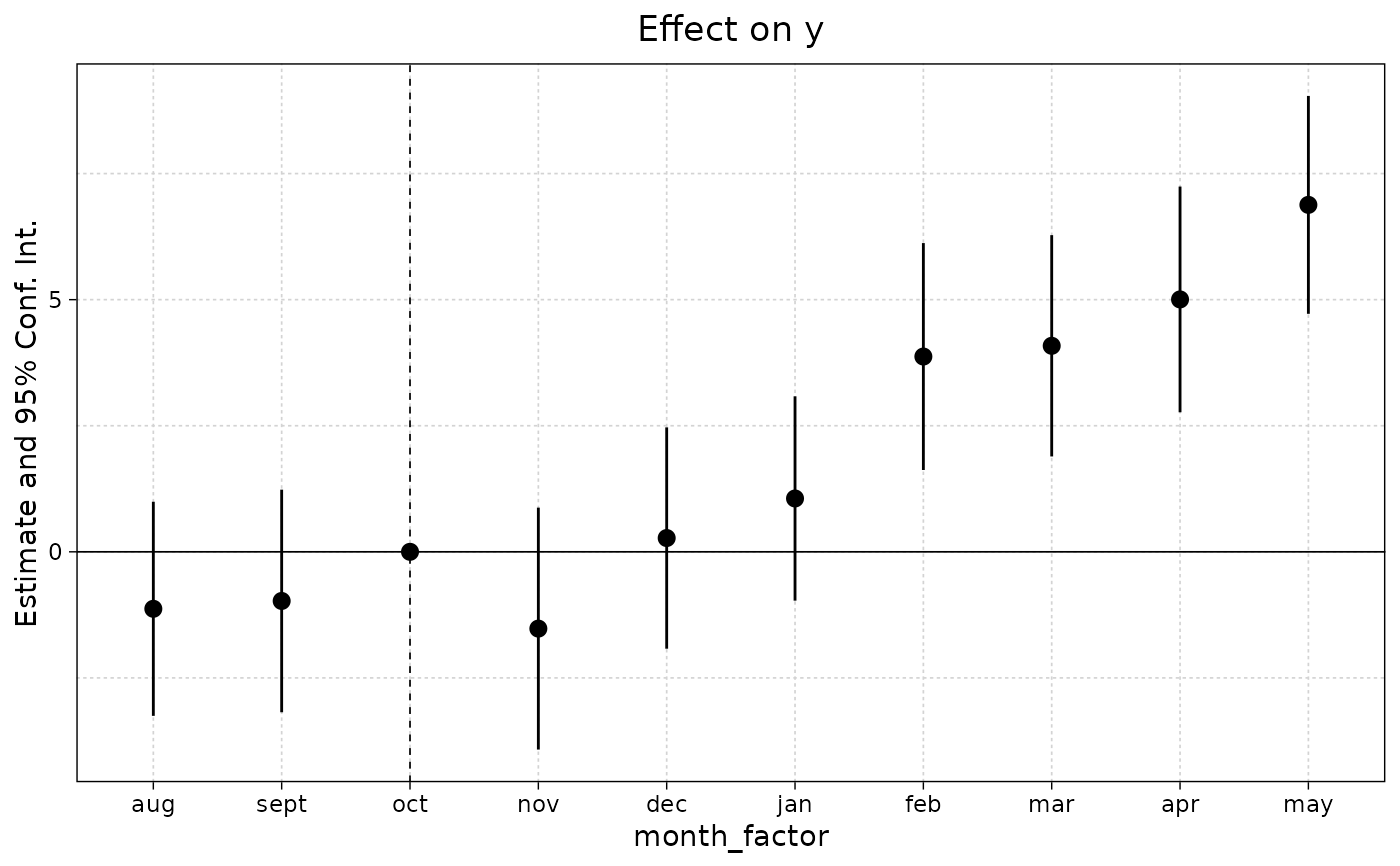 Effect on y
Estimate and 95% Conf. Int.
5
0
aug sept oct nov dec jan feb mar apr may
month_factor